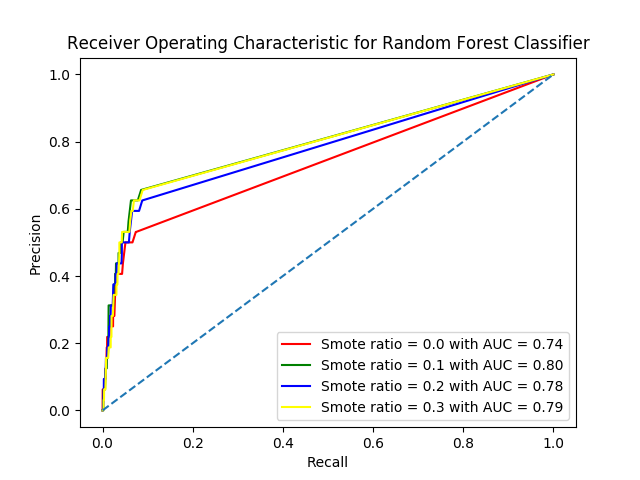 Receiver Operating Characteristic for Random Forest Classifier
1.0
0.8
0.6
0.4
0.2
0.0
Precision
Smote ratio = 0.0 with AUC = 0.74
Smote ratio = 0.1 with AUC = 0.80
Smote ratio = 0.2 with AUC = 0.78
Smote ratio = 0.3 with AUC = 0.79
0.0 0.2 0.4 0.6 0.8 1.0
Recall